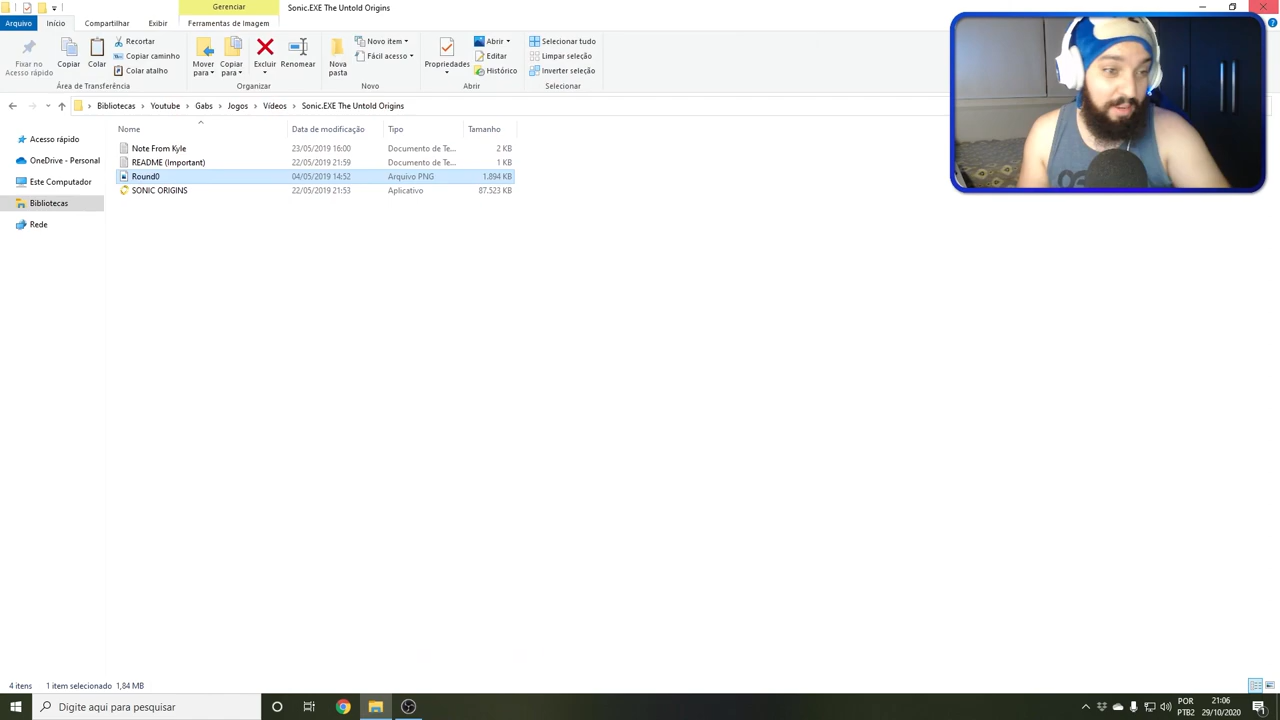 Gerenciar
Sonic.EXE The Untold Origins
Arquivo
Início
Compartilhar
Exibir
Ferramentas de Imagem
Fixar no
Acesso rápido
Copiar
Colar
Recortar
Copiar caminho
Colar atalho
Área de Transferência
Mover
para
Copiar
para
Excluir
Renomear
Organizar
Nova
pasta
Novo item
Fácil acesso
Novo
Propriedades
Abrir
Editar
Histórico
Abrir
Selecionar tudo
Limpar seleção
Inverter seleção
Selecionar
Bibliotecas
Youtube
Gabs
Jogos
Vídeos
Sonic.EXE The Untold Origins
Nome
Data de modificação
Tipo
Tamanho
Note From Kyle 23/05/2019 16:00 Documento de Te... 2 KB
README (Important) 22/05/2019 21:59 Documento de Te... 1 KB
Round0 04/05/2019 14:52 Arquivo PNG 1.894 KB
SONIC ORIGINS 22/05/2019 21:53 Aplicativo 87.523 KB
Acesso rápido
OneDrive - Personal
Este Computador
Bibliotecas
Rede
4 itens
1 item selecionado 1,84 MB
Digite aqui para pesquisar
POR
PTB2
21:06
29/10/2020
1